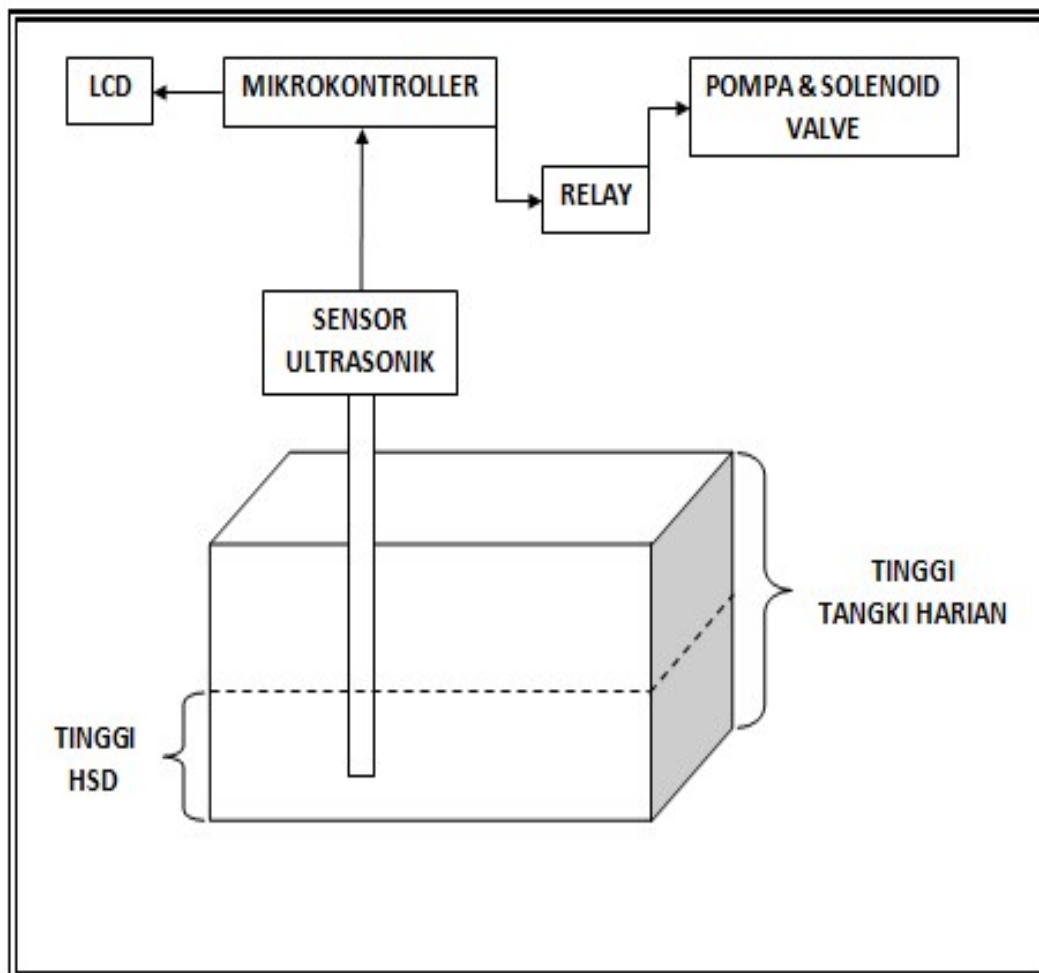 LCD
MIKROKONTROLLER
POMPA & SOLENOID
VALVE
RELAY
SENSOR
ULTRASONIK
TINGGI
TANGKI HARIAN
TINGGI
HSD